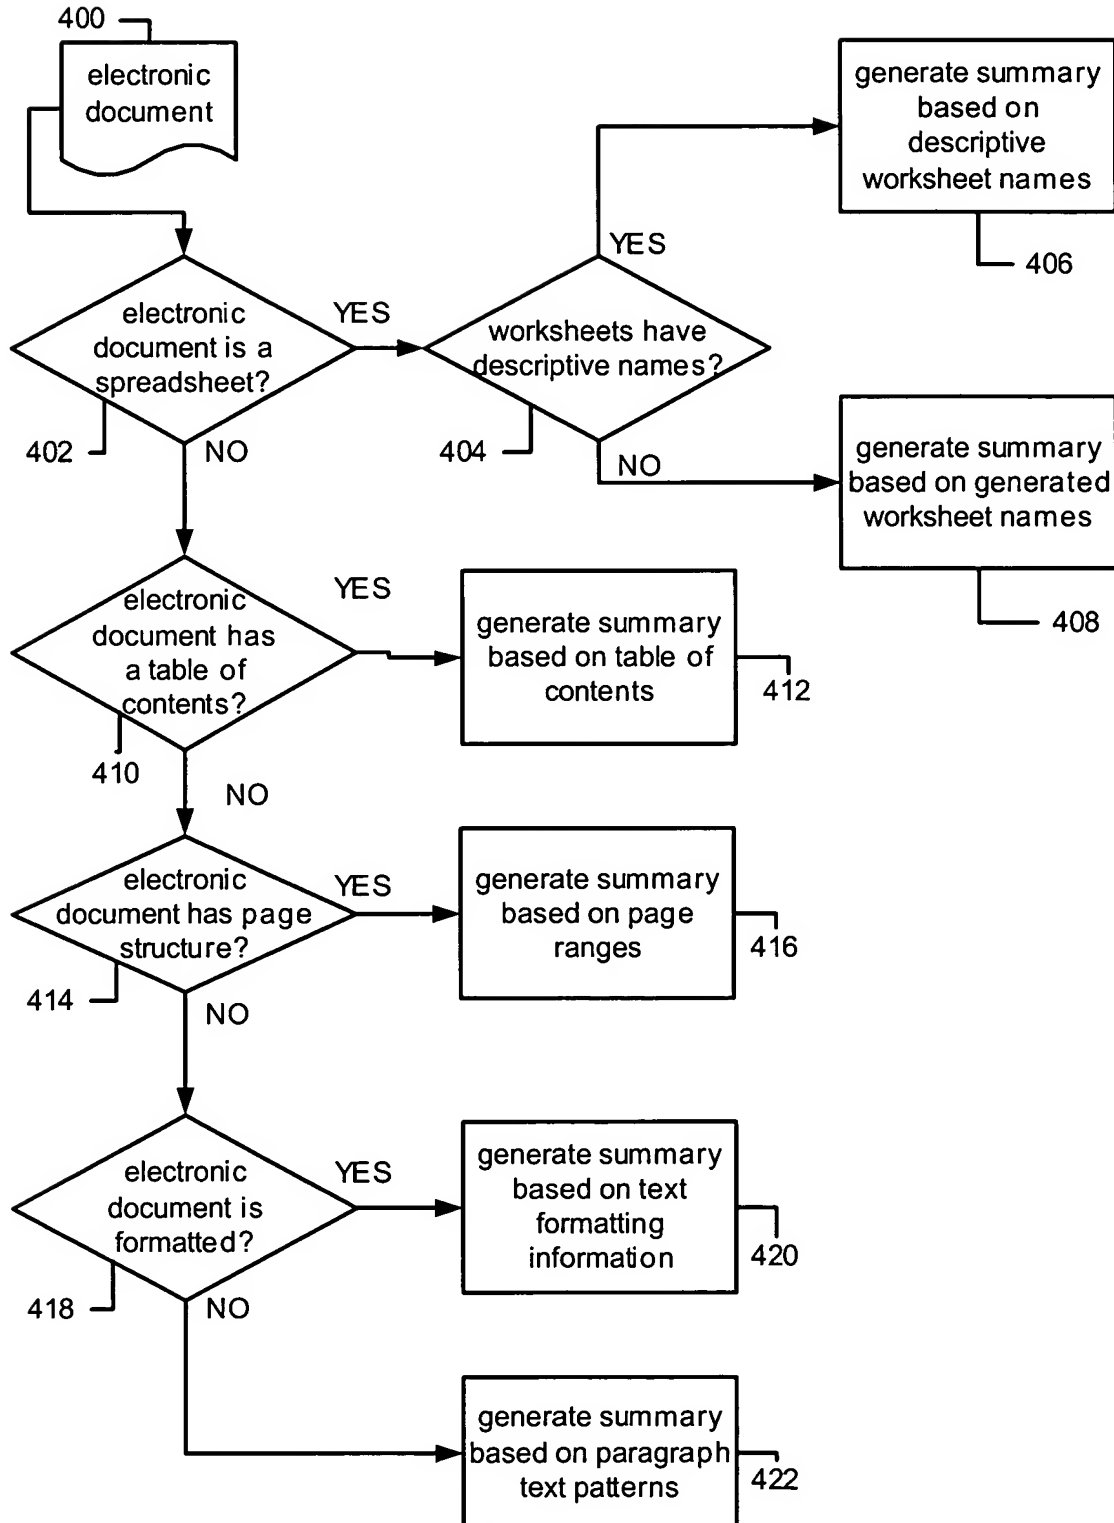 400
electronic
document
generate summary
based on
descriptive
worksheet names
406
YES
electronic
document is a
spreadsheet?
YES
402
NO
worksheets have
descriptive names?
404
NO
generate summary
based on generated
worksheet names
408
electronic
document has
a table of
contents?
YES
410
NO
generate summary
based on table of
contents
412
electronic
document has page
structure?
YES
414
NO
generate summary
based on page
ranges
416
electronic
document is
formatted?
YES
418
NO
generate summary
based on text
formatting
information
420
generate summary
based on paragraph
text patterns
422